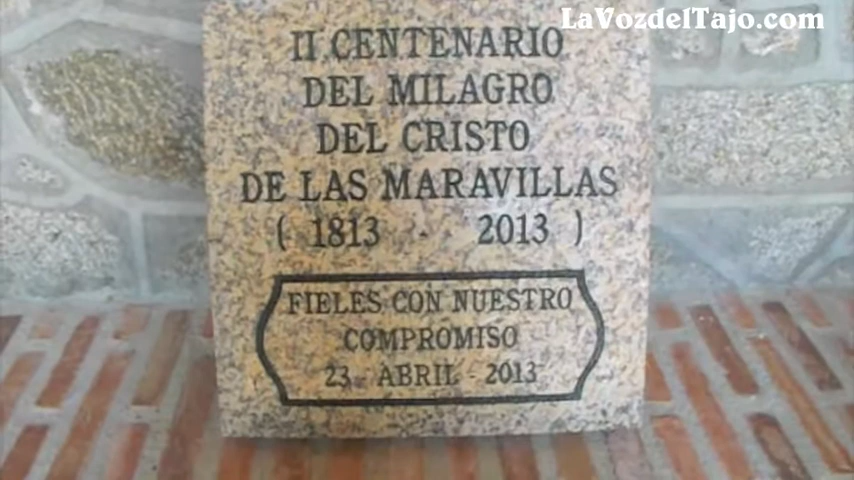 LaVozdelTajo.com
II CENTENARIO
DEL MILAGRO
DEL CRISTO
DE LAS MARAVILLAS
( 1813 - 2013 )
FIELES CON NUESTRO
COMPROMISO
23 - ABRIL - 2013